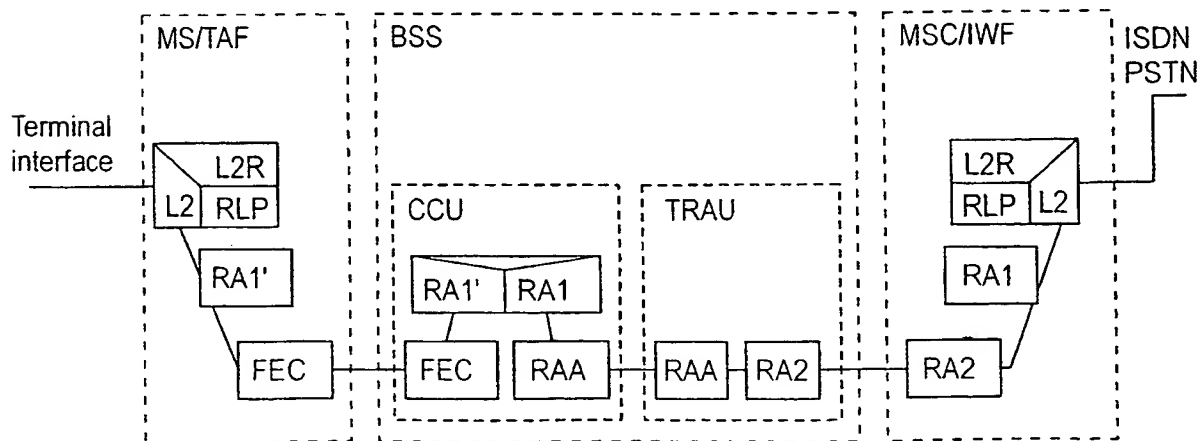 MS/TAF
BSS
MSC/IWF
ISDN
PSTN
Terminal
interface
L2R
L2
RLP
L2R
RLP
L2
CCU
TRAU
RA1'
RA1'
RA1
RA1
FEC
FEC
RAA
RAA
RA2
RA2